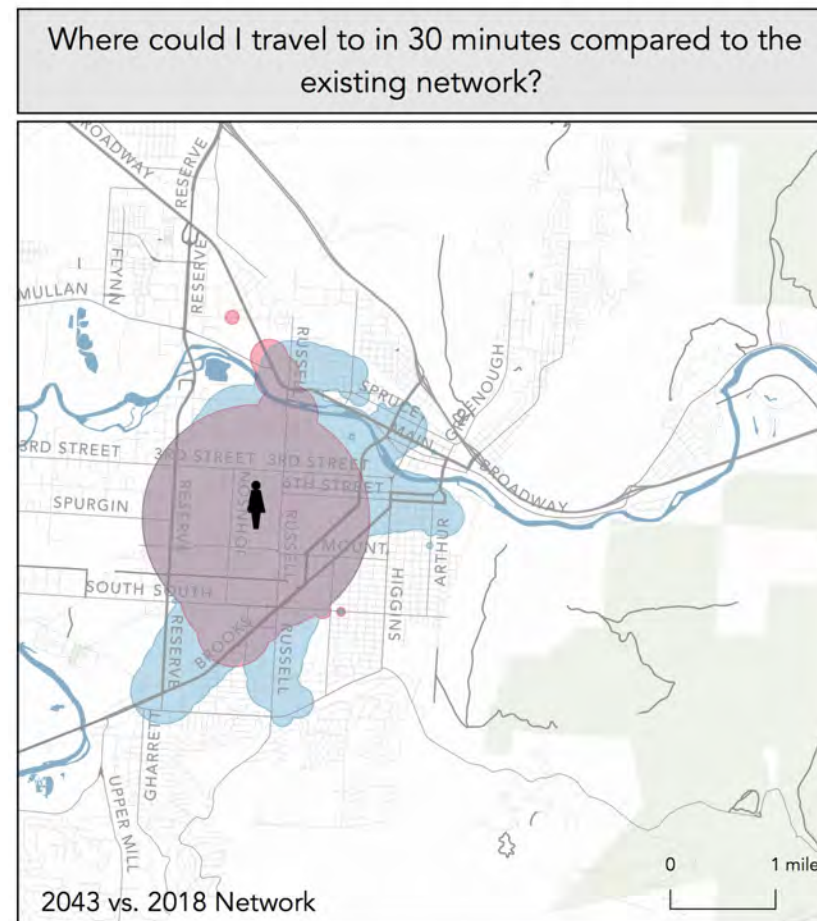 Where could I travel to in 30 minutes compared to the
existing network?
BROADWAY
RESERVE
FLYNN
RESERVE
MULLAN
RUSSELL
GREENOUGH
SPRUCE
MAIN
BROADWAY
3RD STREET
3RD STREET
3RD STREET
6TH STREET
SPURGIN
RESERVE
JOHNSON
RUSSELL
MOUNT
ARTHUR
HIGGINS
SOUTH SOUTH
RESERVE
BROOKS
RUSSELL
GHARRETT
UPPER MILL
0 1 mile
2043 vs. 2018 Network